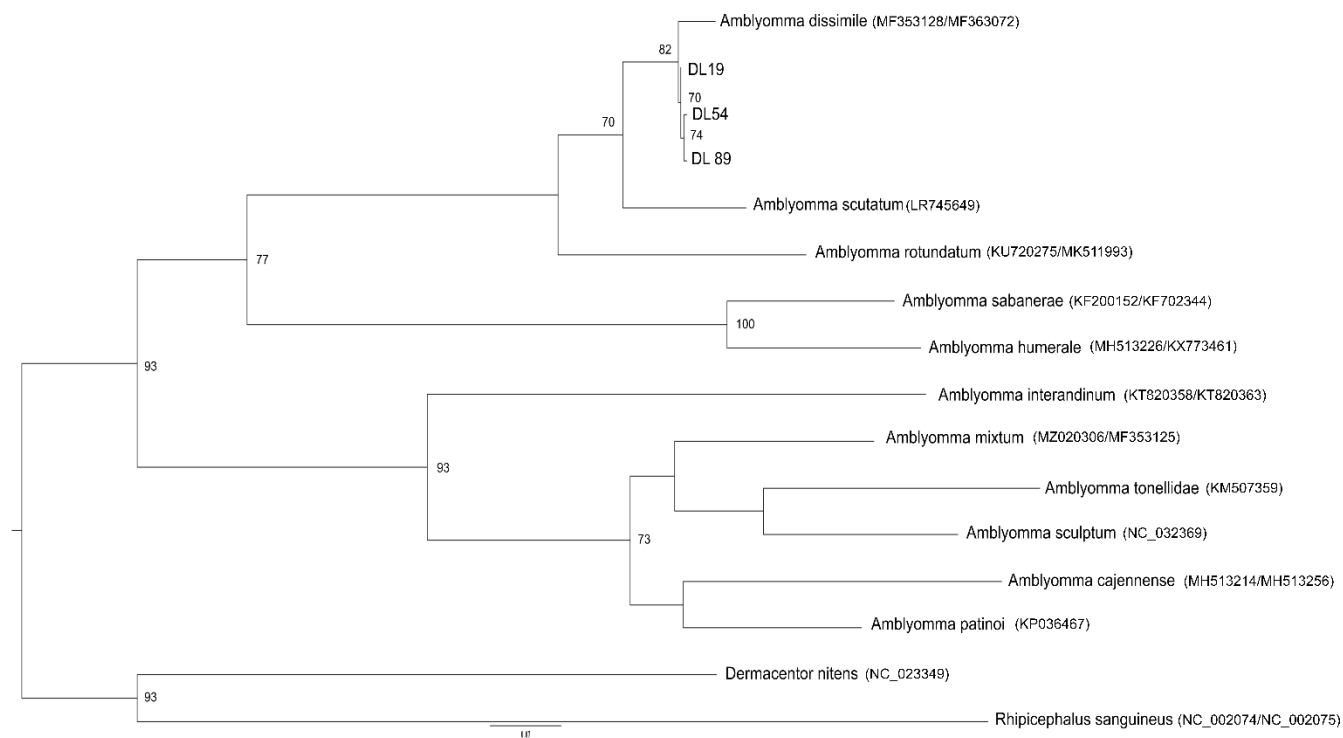 Amblyomma dissimile (MF353128/MF363072)
82
DL19
70
DL54
70
74
DL 89
Amblyomma scutatum(LR745649)
Amblyomma rotundatum (KU720275/MK511993)
77
Amblyomma sabanerae (KF200152/KF702344)
100
Amblyomma humerale (MH513226/KX773461)
93
Amblyomma interandinum (KT820358/KT820363)
Amblyomma mixtum (MZ020306/MF353125)
93
Amblyomma tonellidae (KM507359)
Amblyomma sculptum (NC_032369)
73
Amblyomma cajennense (MH513214/MH513256)
Amblyomma patinoi (KP036467)
Dermacentor nitens (NC_023349)
93
Rhipicephalus sanguineus (NC_002074/NC_002075)